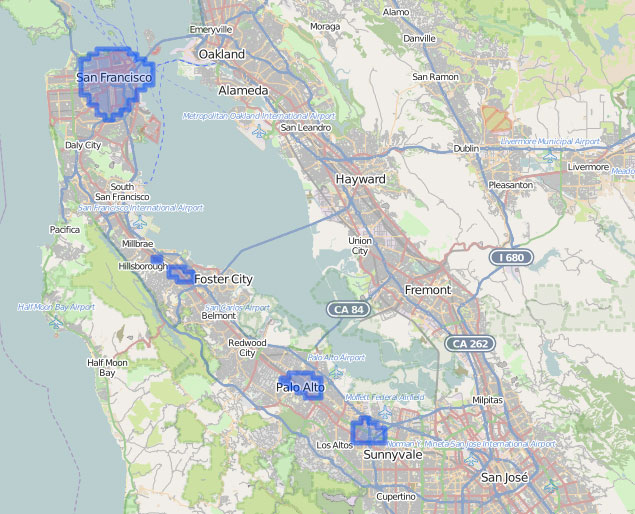 Alamo
Moraga
Emeryville
Danville
Oakland
San Francisco
San Ramon
Alameda
Metropolitan Oakland International Airport
San Leandro
Livermore Municipal Airport
Daly City
Dublin
Livermore
Meado
Hayward
Pleasanton
South
San Francisco
San Francisco International Airport
Pacifica
Millbrae
Union
City
I 680
Hillsborough
Foster City
Fremont
Half Moon Bay Airport
San Carlos Airport
CA 84
Belmont
Redwood
City
CA 262
Palo Alto Airport
Half Moon
Bay
Palo Alto
Moffett Federal Airfield
Milpitas
Los Altos
Norman Y. Mineta San José International Airport
Sunnyvale
San José
Cupertino